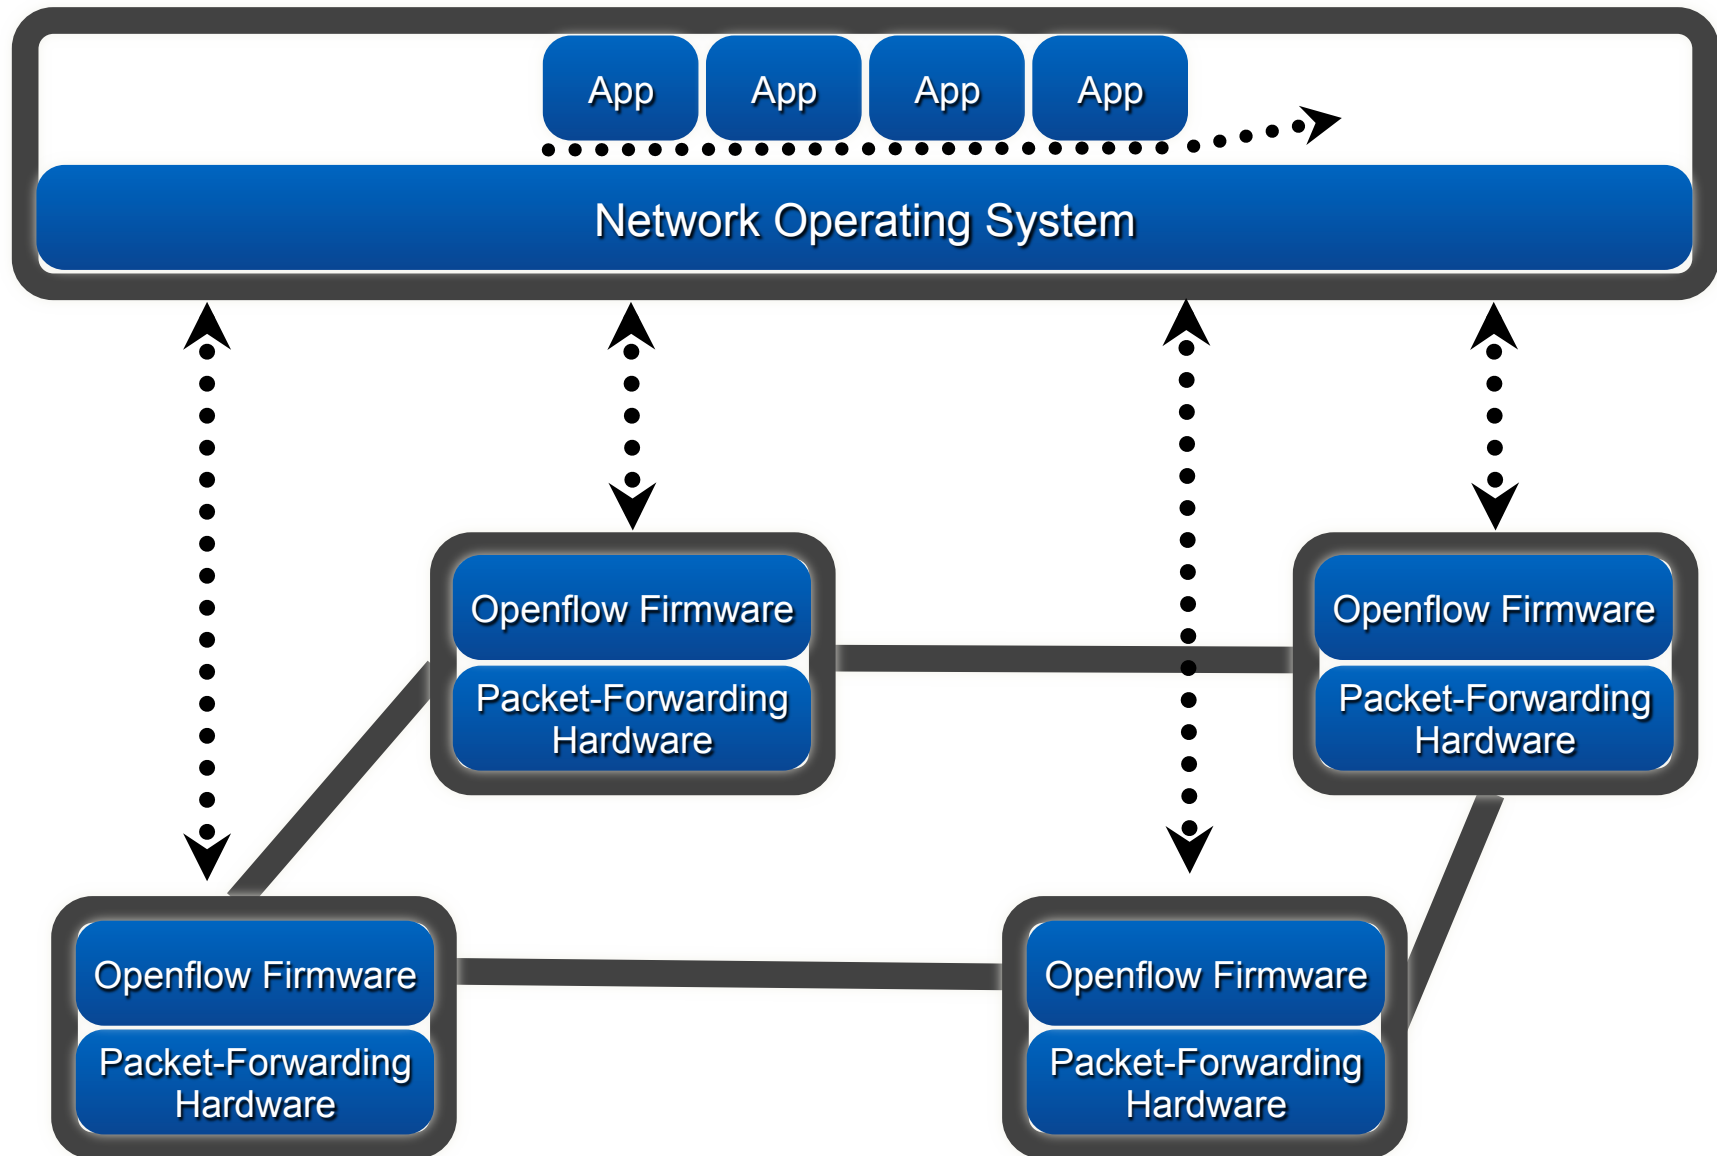 App App App App
Network Operating System
Openflow Firmware
Packet-Forwarding
Hardware
Openflow Firmware
Packet-Forwarding
Hardware
Openflow Firmware
Packet-Forwarding
Hardware
Openflow Firmware
Packet-Forwarding
Hardware